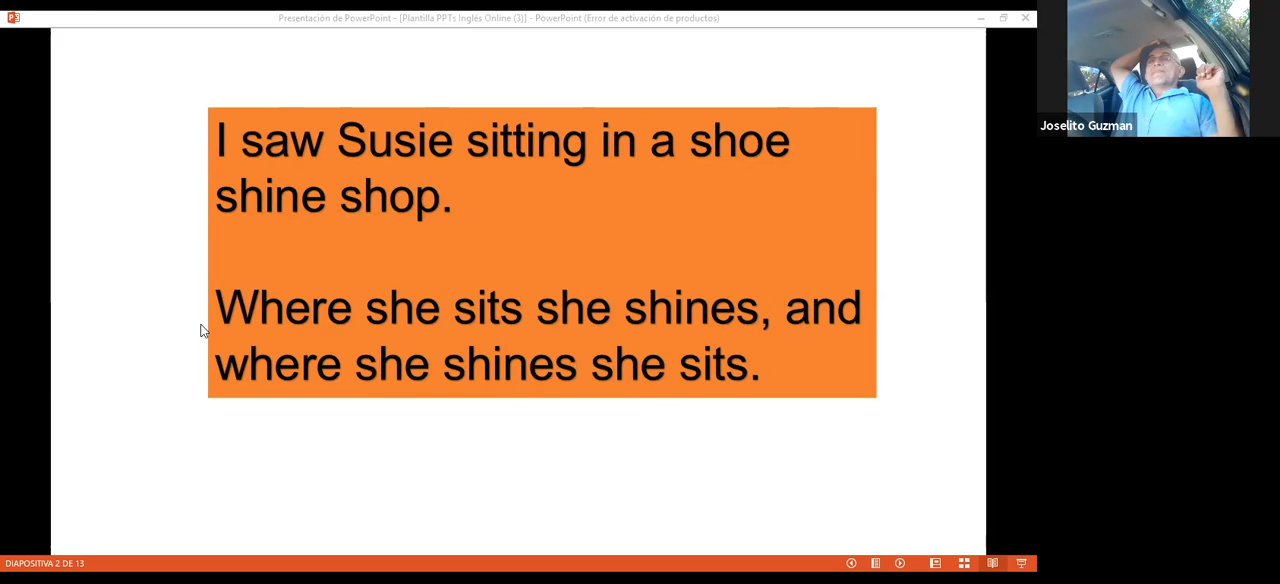 Presentación de PowerPoint - [Plantilla PPTs Inglés Online (3)] - PowerPoint (Error de activación de productos)
Joselito Guzman
I saw Susie sitting in a shoe
shine shop.
Where she sits she shines, and
where she shines she sits.
DIAPOSITIVA 2 DE 13